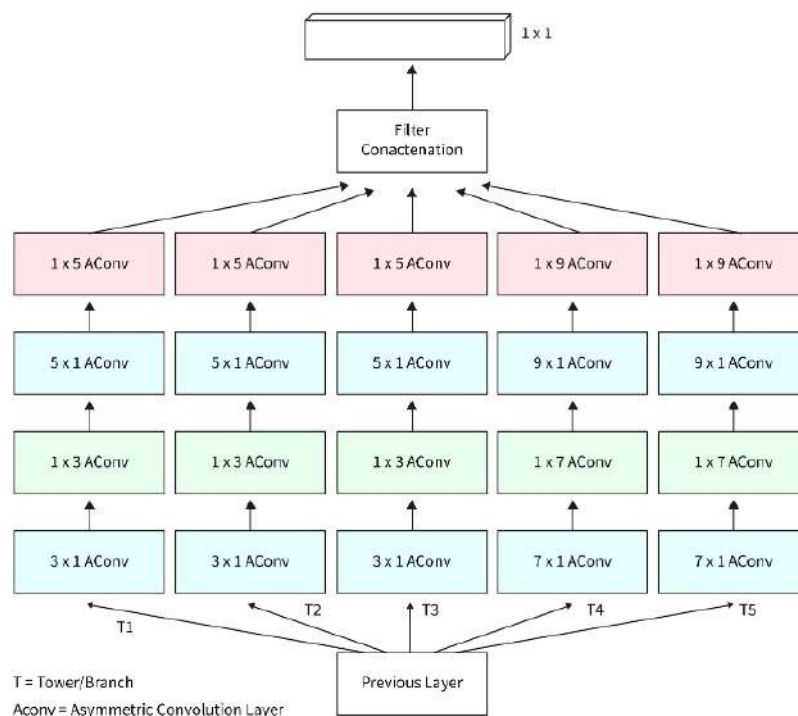 1 x 1
Filter
Conactenation
1 x 5 AConv
1 x 5 AConv
1 x 5 AConv
1 x 9 AConv
1 x 9 AConv
5 x 1 AConv
5 x 1 AConv
5 x 1 AConv
9 x 1 AConv
9 x 1 AConv
1 x 3 AConv
1 x 3 AConv
1 x 3 AConv
1 x 7 AConv
1 x 7 AConv
3 x 1 AConv
3 x 1 AConv
3 x 1 AConv
7 x 1 AConv
7 x 1 AConv
T1
T2
T3
T4
T5
Previous Layer
T = Tower/Branch
Aconv = Asymmetric Convolution Layer